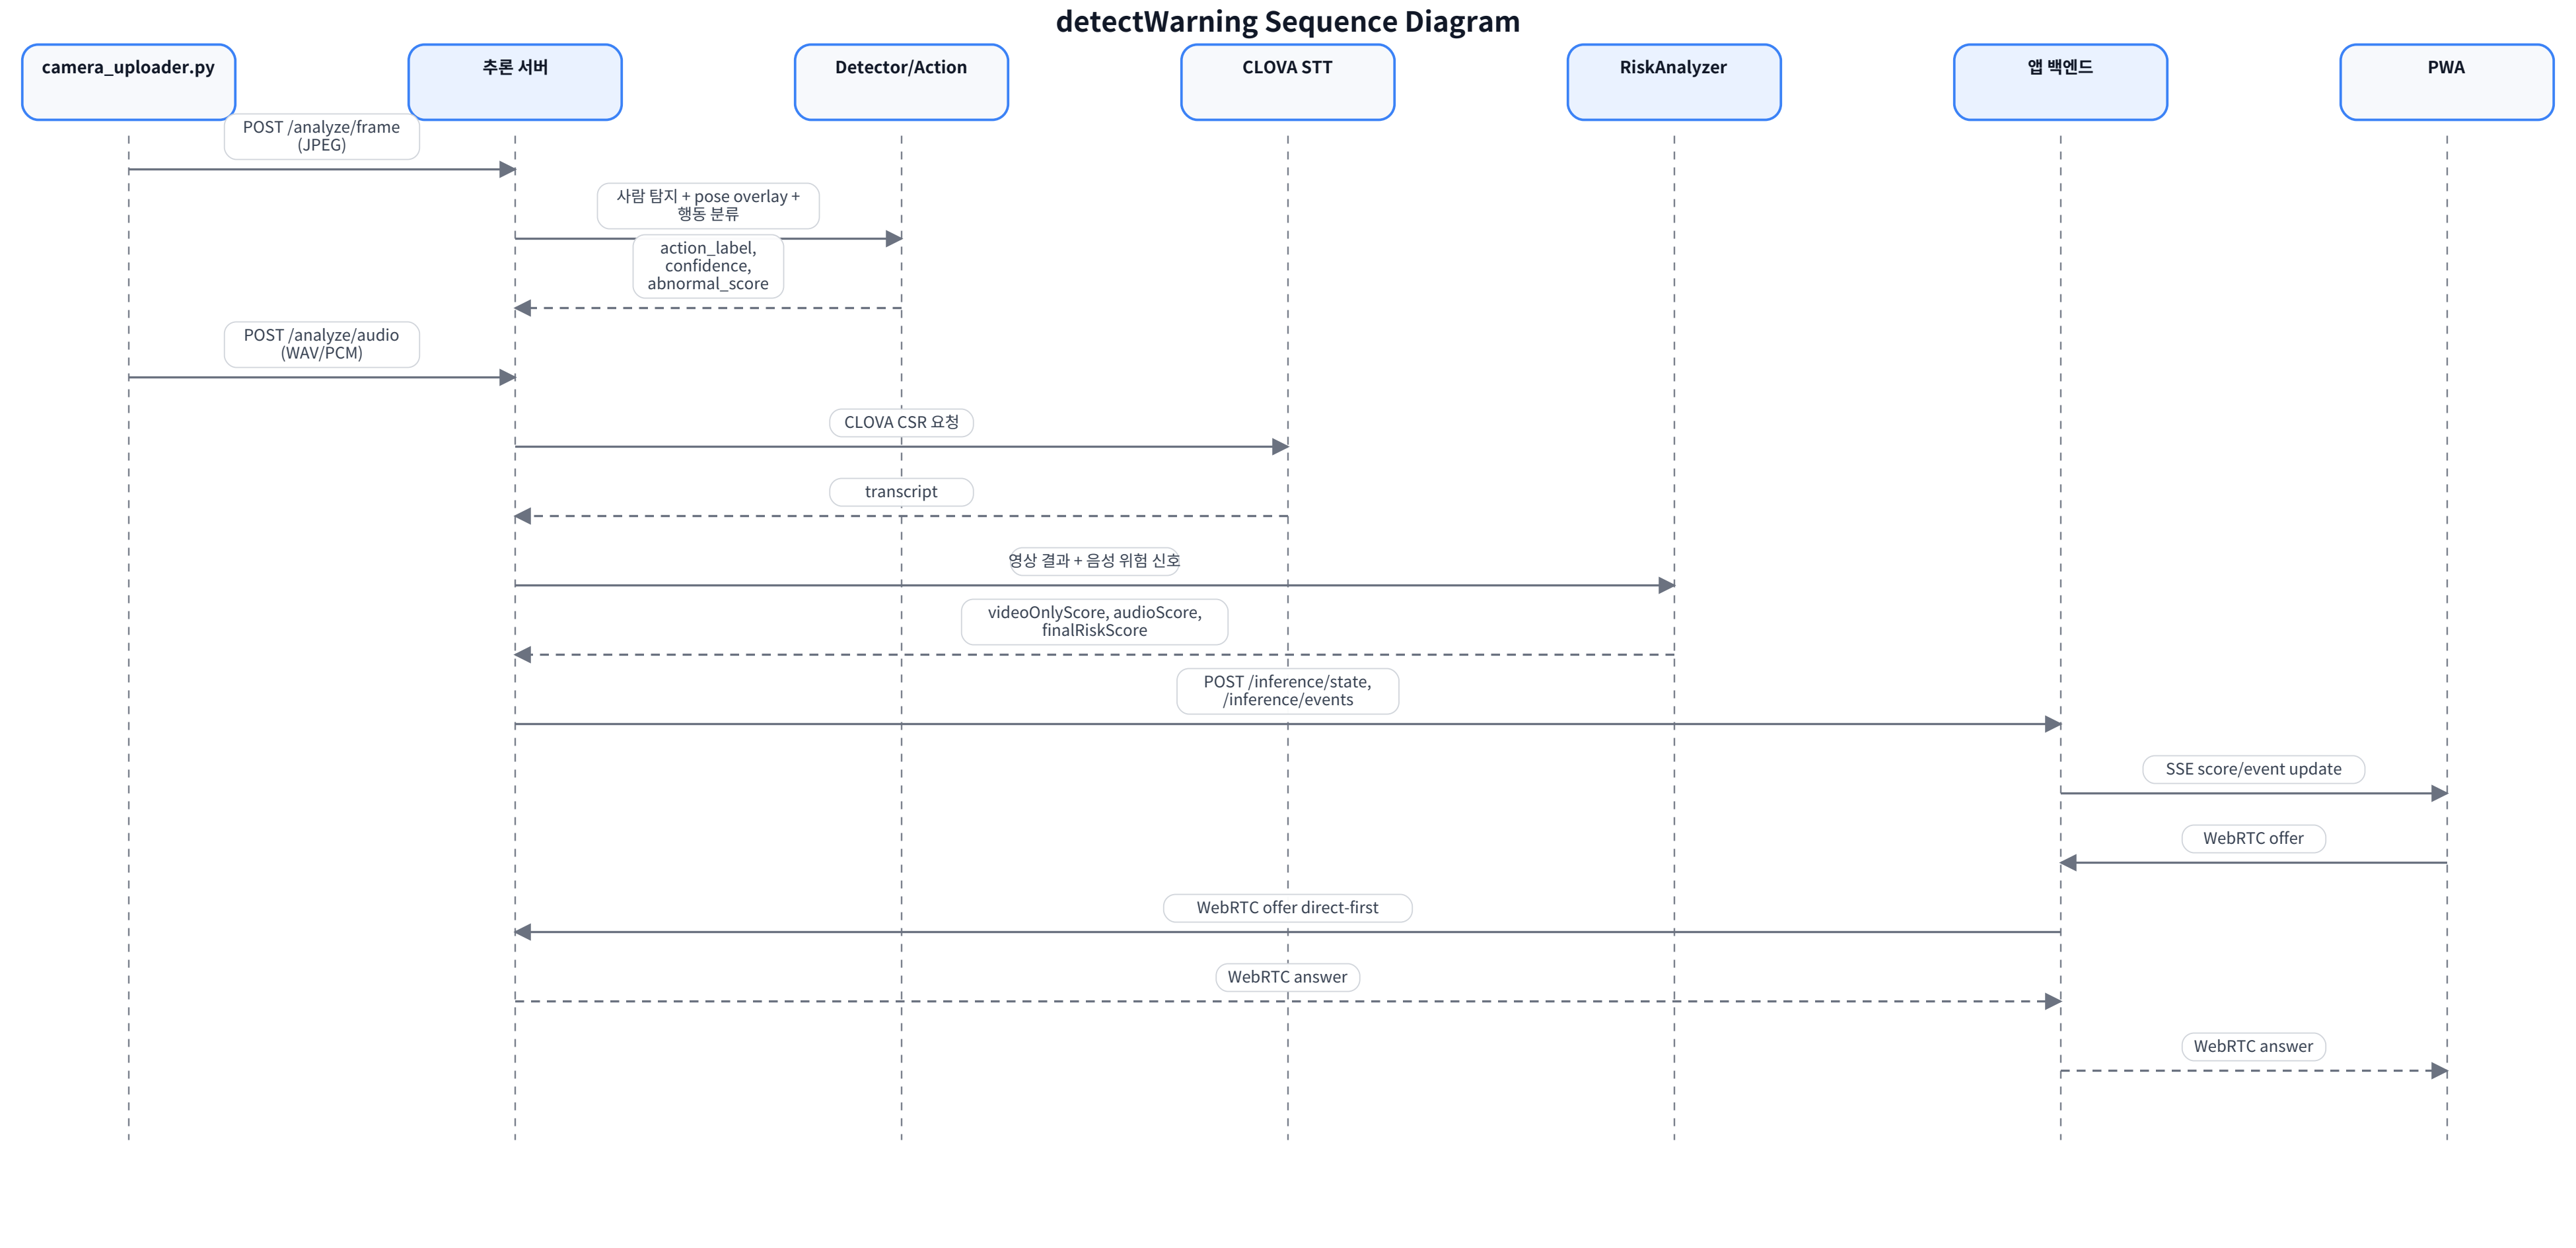 detectWarning Sequence Diagram
camera_uploader.py
추론 서버
Detector/Action
CLOVA STT
RiskAnalyzer
앱 백엔드
PWA
POST /analyze/frame
(JPEG)
사람 탐지 + pose overlay +
행동 분류
action_label,
confidence,
abnormal_score
POST /analyze/audio
(WAV/PCM)
CLOVA CSR 요청
transcript
영상 결과 + 음성 위험 신호
videoOnlyScore, audioScore,
finalRiskScore
POST /inference/state,
/inference/events
SSE score/event update
WebRTC offer
WebRTC offer direct-first
WebRTC answer
WebRTC answer